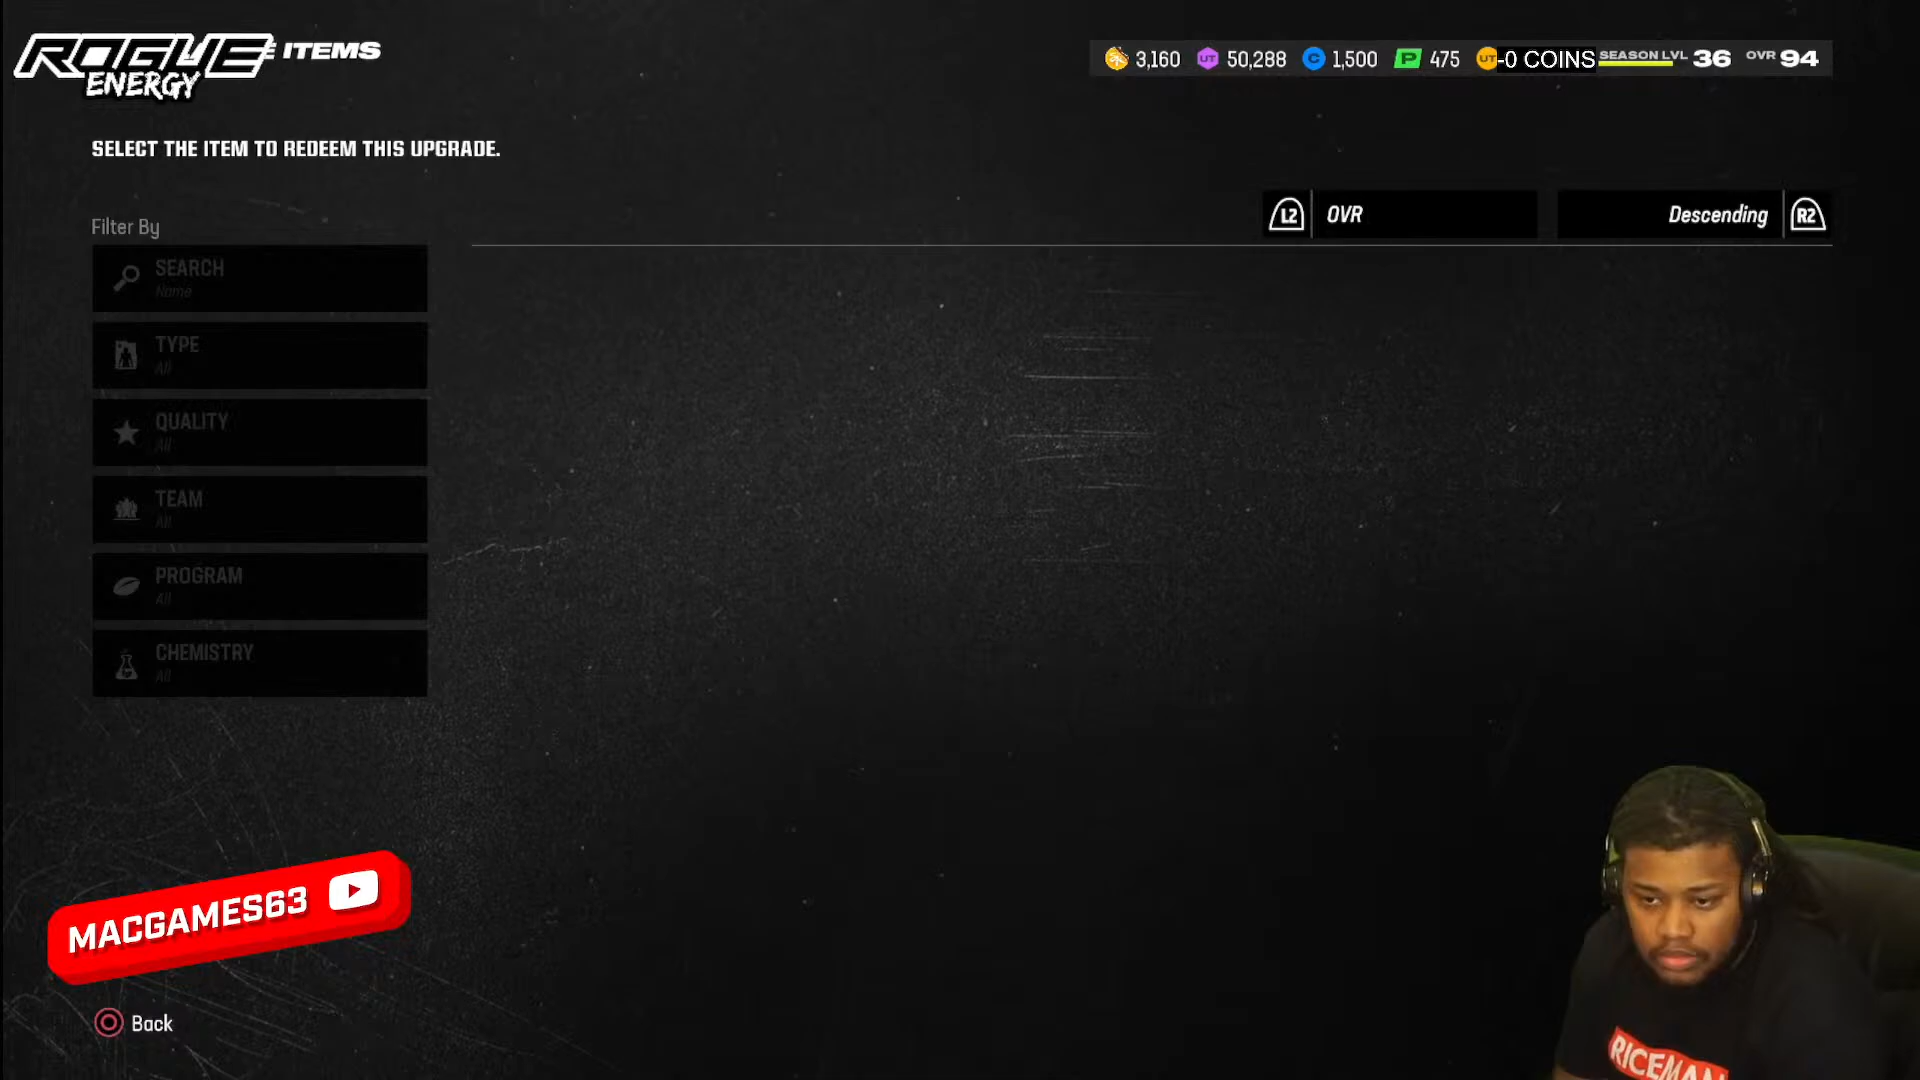 ROGUE ENERGY
E ITEMS
3,160 UT 50,288 C 1,500 P 475 UT -0 COINS SEASON LVL 36 OVR 94
SELECT THE ITEM TO REDEEM THIS UPGRADE.
L2 OVR Descending R2
Filter By
SEARCH
Name
TYPE
All
QUALITY
All
TEAM
All
PROGRAM
All
CHEMISTRY
All
MACGAMES63
Back
RICEMAN